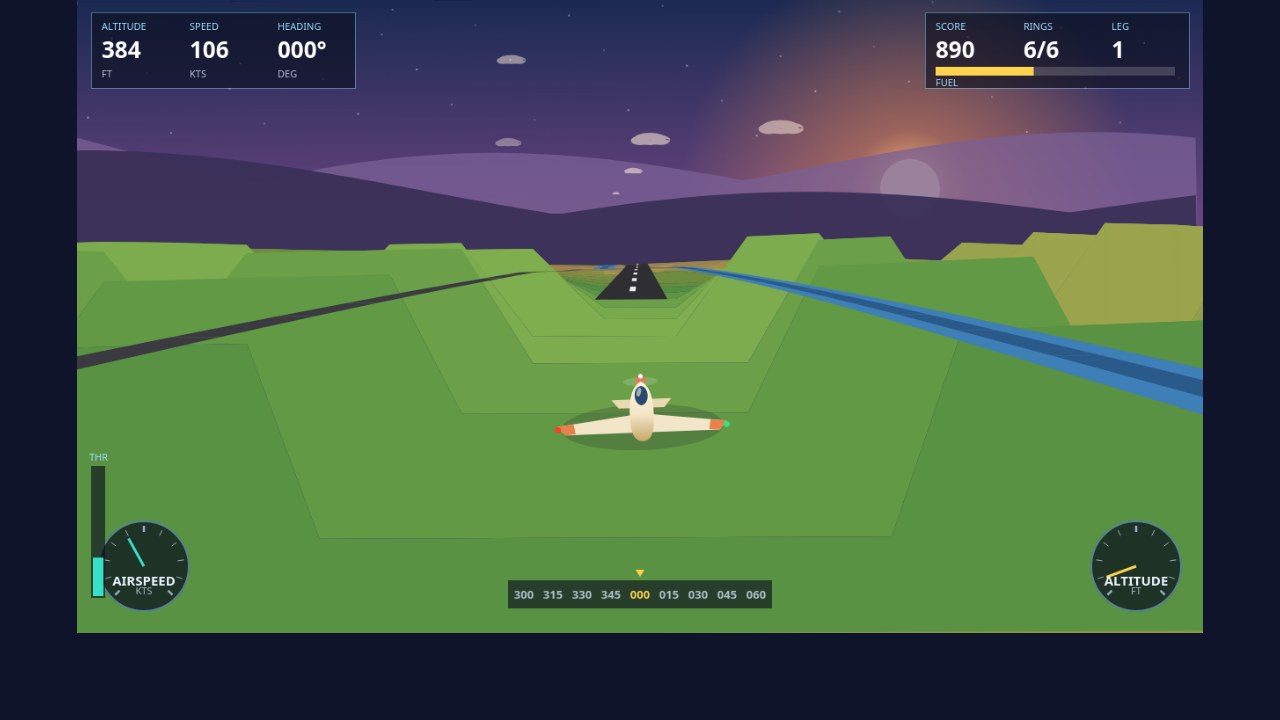 ALTITUDE SPEED HEADING
384 106 000°
FT KTS DEG
SCORE RINGS LEG
890 6/6 1
FUEL
THR
AIRSPEED
KTS
300 315 330 345 000 015 030 045 060
ALTITUDE
FT